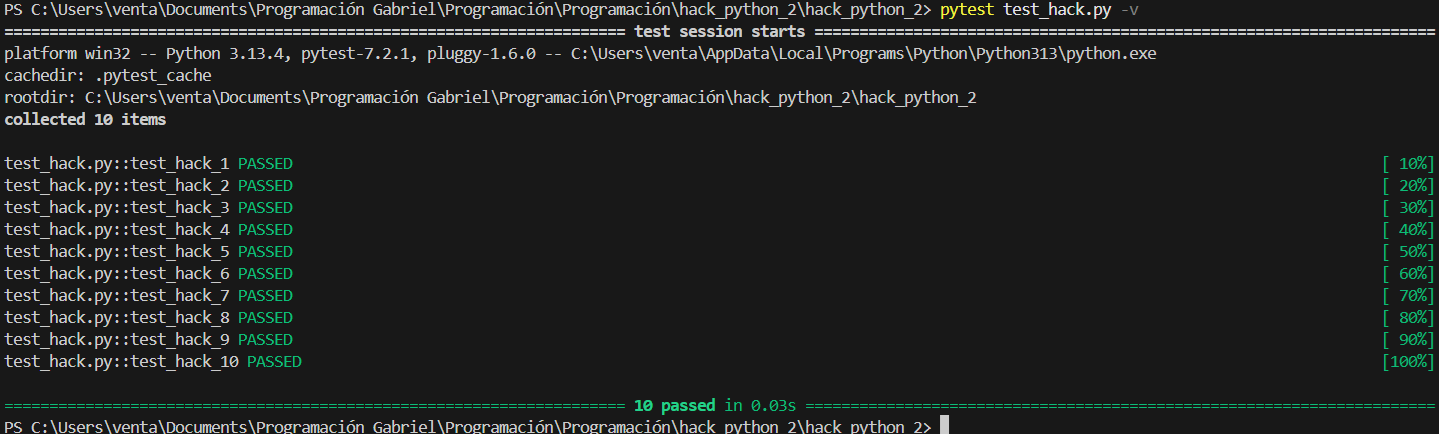 PS C:\Users\venta\Documents\Programación Gabriel\Programación\Programación\hack_python_2\hack_python_2> pytest test_hack.py -v
============================================================================ test session starts ============================================================================
platform win32 -- Python 3.13.4, pytest-7.2.1, pluggy-1.6.0 -- C:\Users\venta\AppData\Local\Programs\Python\Python313\python.exe
cachedir: .pytest_cache
rootdir: C:\Users\venta\Documents\Programación Gabriel\Programación\Programación\hack_python_2\hack_python_2
collected 10 items
test_hack.py::test_hack_1 PASSED [ 10%]
test_hack.py::test_hack_2 PASSED [ 20%]
test_hack.py::test_hack_3 PASSED [ 30%]
test_hack.py::test_hack_4 PASSED [ 40%]
test_hack.py::test_hack_5 PASSED [ 50%]
test_hack.py::test_hack_6 PASSED [ 60%]
test_hack.py::test_hack_7 PASSED [ 70%]
test_hack.py::test_hack_8 PASSED [ 80%]
test_hack.py::test_hack_9 PASSED [ 90%]
test_hack.py::test_hack_10 PASSED [100%]
============================================================================ 10 passed in 0.03s ============================================================================
PS C:\Users\venta\Documents\Programación Gabriel\Programación\Programación\hack_python_2\hack_python_2>